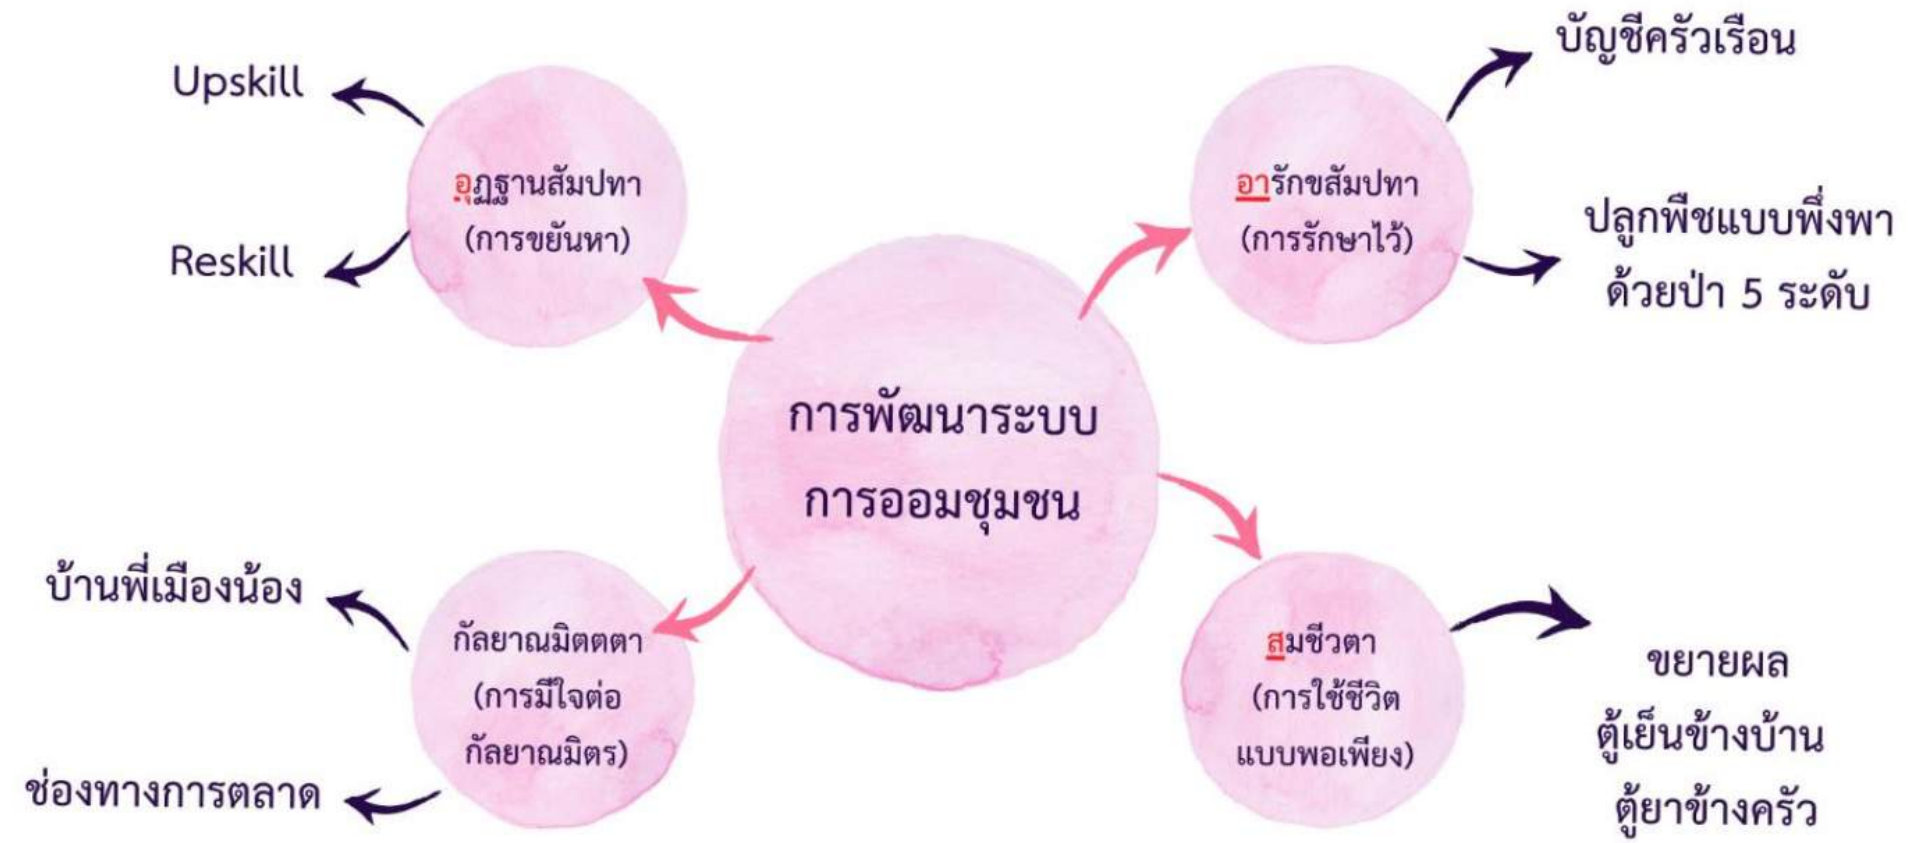 Upskill
Reskill
อุฏฐานสัมปทา
(การขยันหา)
บัญชีครัวเรือน
อารักขสัมปทา
(การรักษาไว้)
ปลูกพืชแบบพึ่งพา
ด้วยป่า 5 ระดับ
การพัฒนาระบบ
การออมชุมชน
บ้านพี่เมืองน้อง
กัลยาณมิตตตา
(การมีใจต่อ
กัลยาณมิตร)
ช่องทางการตลาด
สมชีวตา
(การใช้ชีวิต
แบบพอเพียง)
ขยายผล
ตู้เย็นข้างบ้าน
ตู้ยาข้างครัว